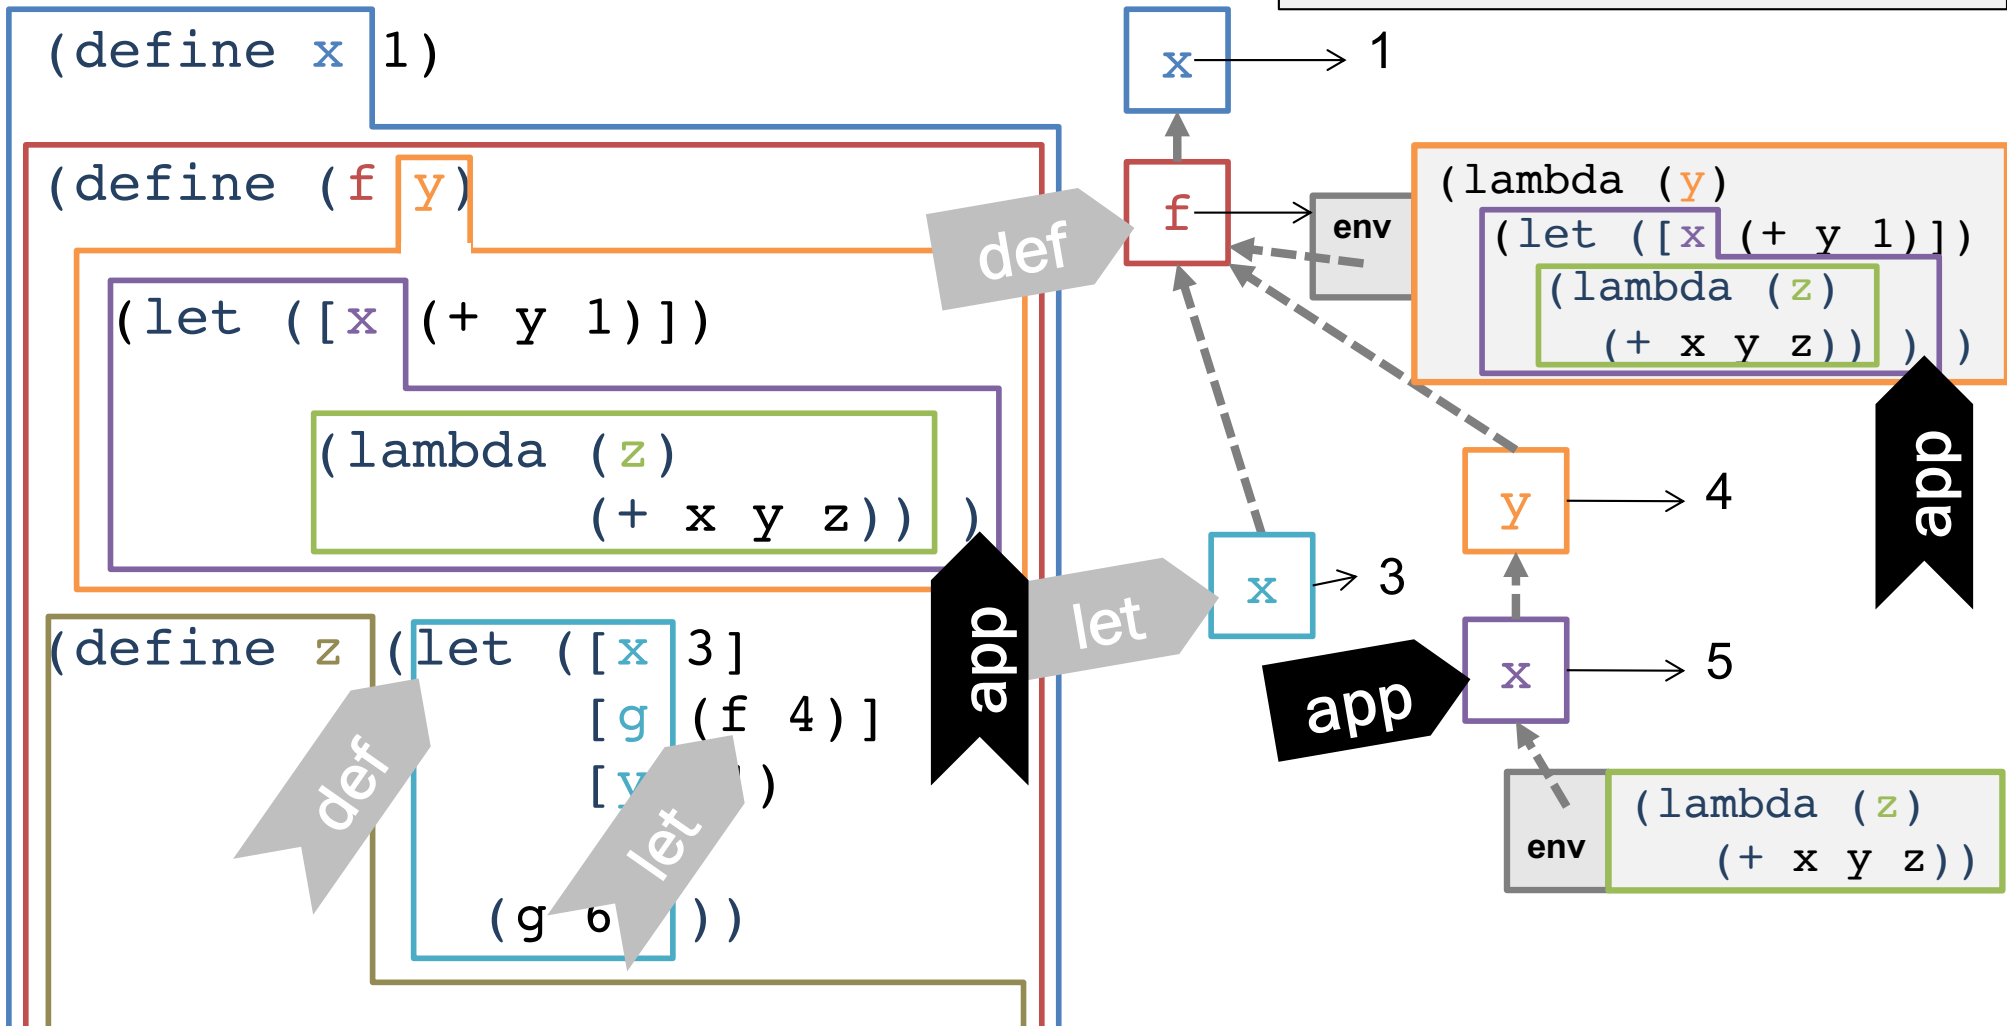 (define x 1)
(define (f y)
(let ([x (+ y 1)])
(lambda (z)
(+ x y z)) )
(define z (let ([x 3]
[g (f 4)]
[y )
(g 6 ))
def
let
app
def
let
app
x 1
f
env
(lambda (y)
(let ([x (+ y 1)])
(lambda (z)
(+ x y z)) ) )
app
y 4
x 3
x 5
env
(lambda (z)
(+ x y z))